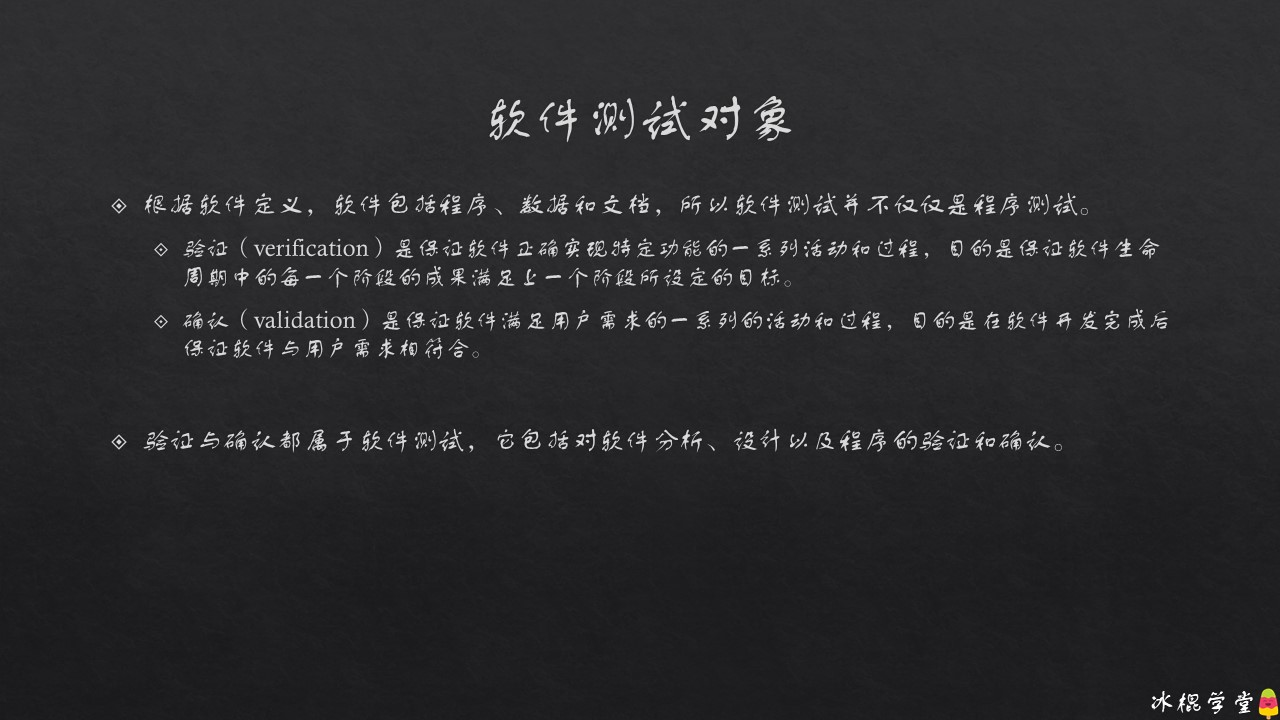 软件测试对象
根据软件定义，软件包括程序、数据和文档，所以软件测试并不仅仅是程序测试。
验证（verification）是保证软件正确实现特定功能的一系列活动和过程，目的是保证软件生命
周期中的每一个阶段的成果满足上一个阶段所设定的目标。
确认（validation）是保证软件满足用户需求的一系列的活动和过程，目的是在软件开发完成后
保证软件与用户需求相符合。
验证与确认都属于软件测试，它包括对软件分析、设计以及程序的验证和确认。
冰棍学堂